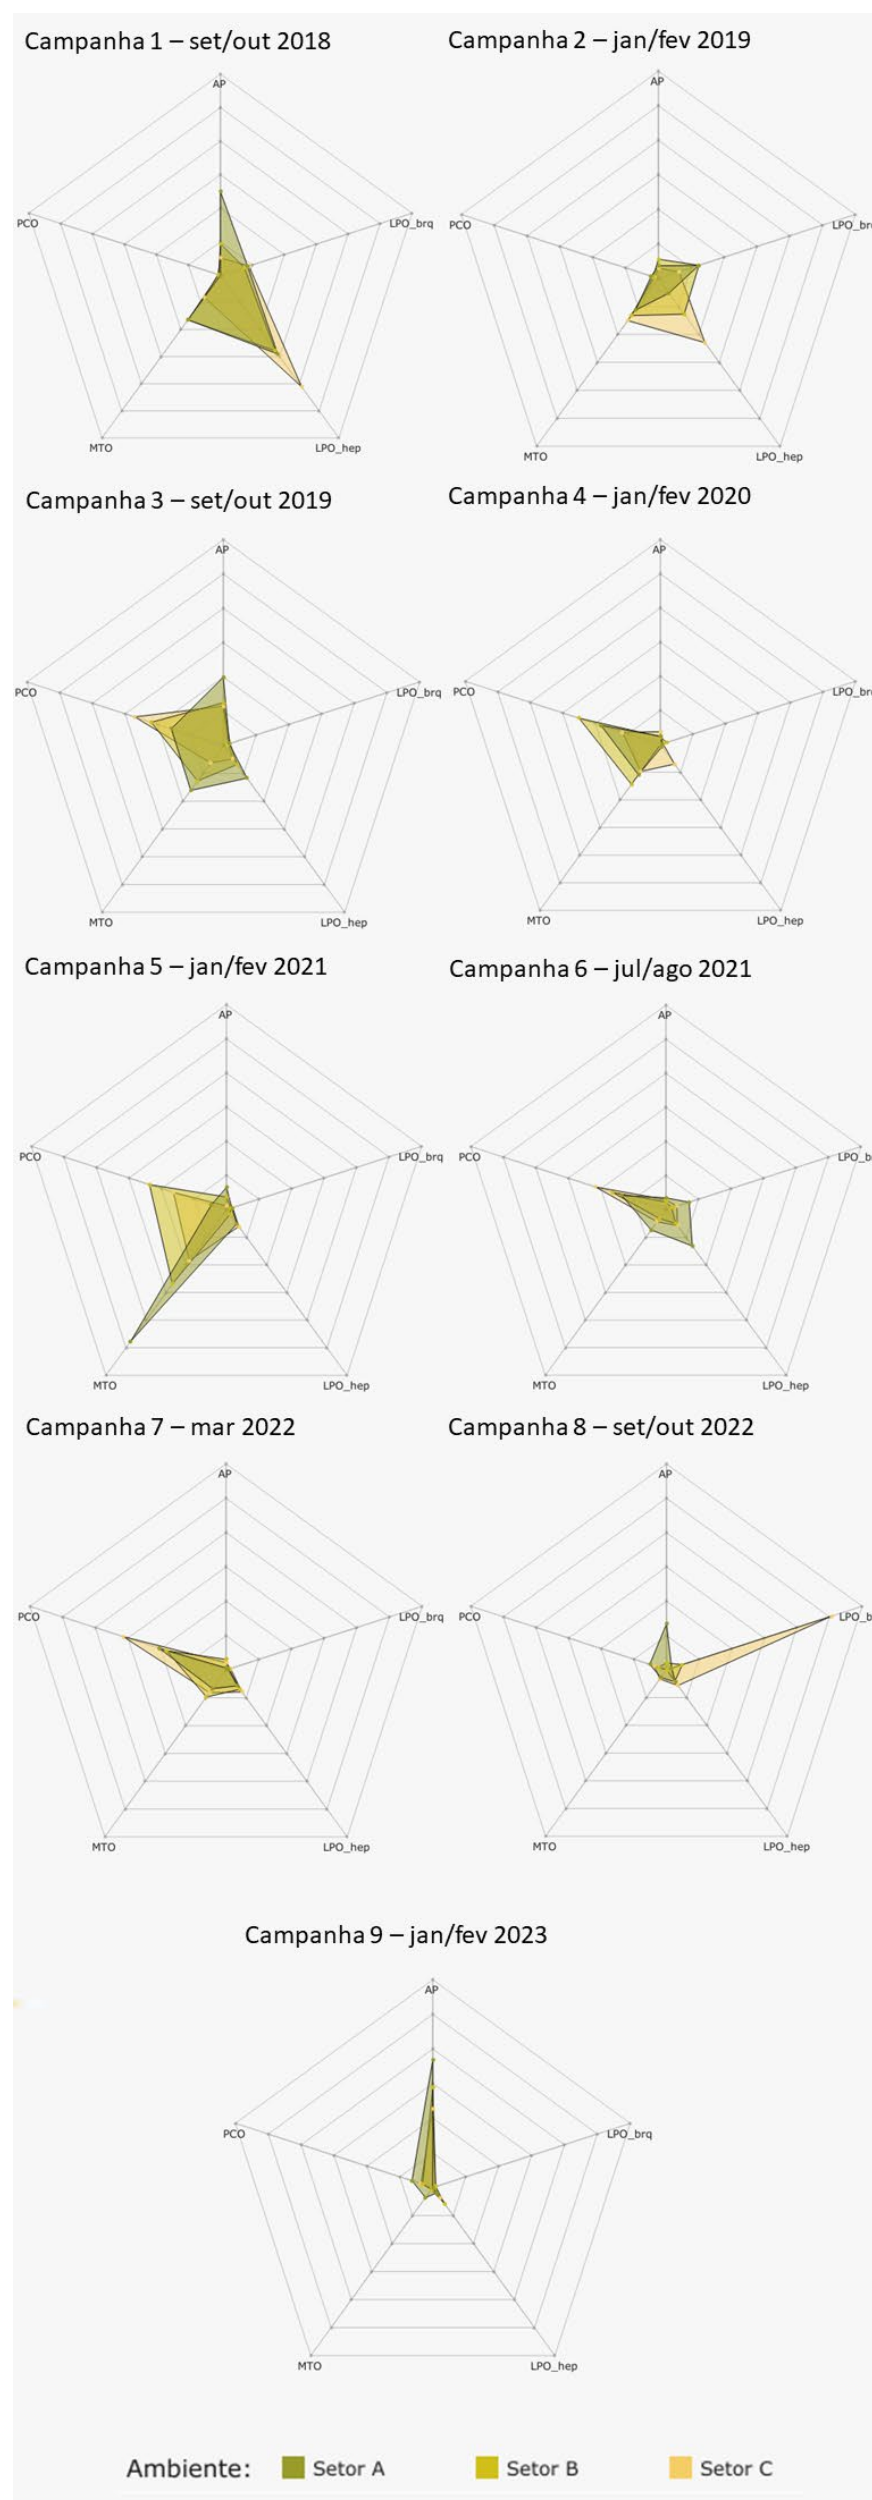 Campanha 1 – set/out 2018
Campanha 2 – jan/fev 2019
AP
AP
PCO
LPO_brq
PCO
LPO_br
MTO
LPO_hep
MTO
LPO_hep
Campanha 3 – set/out 2019
Campanha 4 – jan/fev 2020
AP
AP
PCO
LPO_brq
PCO
LPO_br
MTO
LPO_hep
MTO
LPO_hep
Campanha 5 – jan/fev 2021
Campanha 6 – jul/ago 2021
AP
AP
PCO
LPO_brq
PCO
LPO_b
MTO
LPO_hep
MTO
LPO_hep
Campanha 7 – mar 2022
Campanha 8 – set/out 2022
AP
AP
PCO
LPO_brq
PCO
LPO_b
MTO
LPO_hep
MTO
LPO_hep
Campanha 9 – jan/fev 2023
AP
PCO
LPO_brq
MTO
LPO_hep
Ambiente: Setor A Setor B Setor C